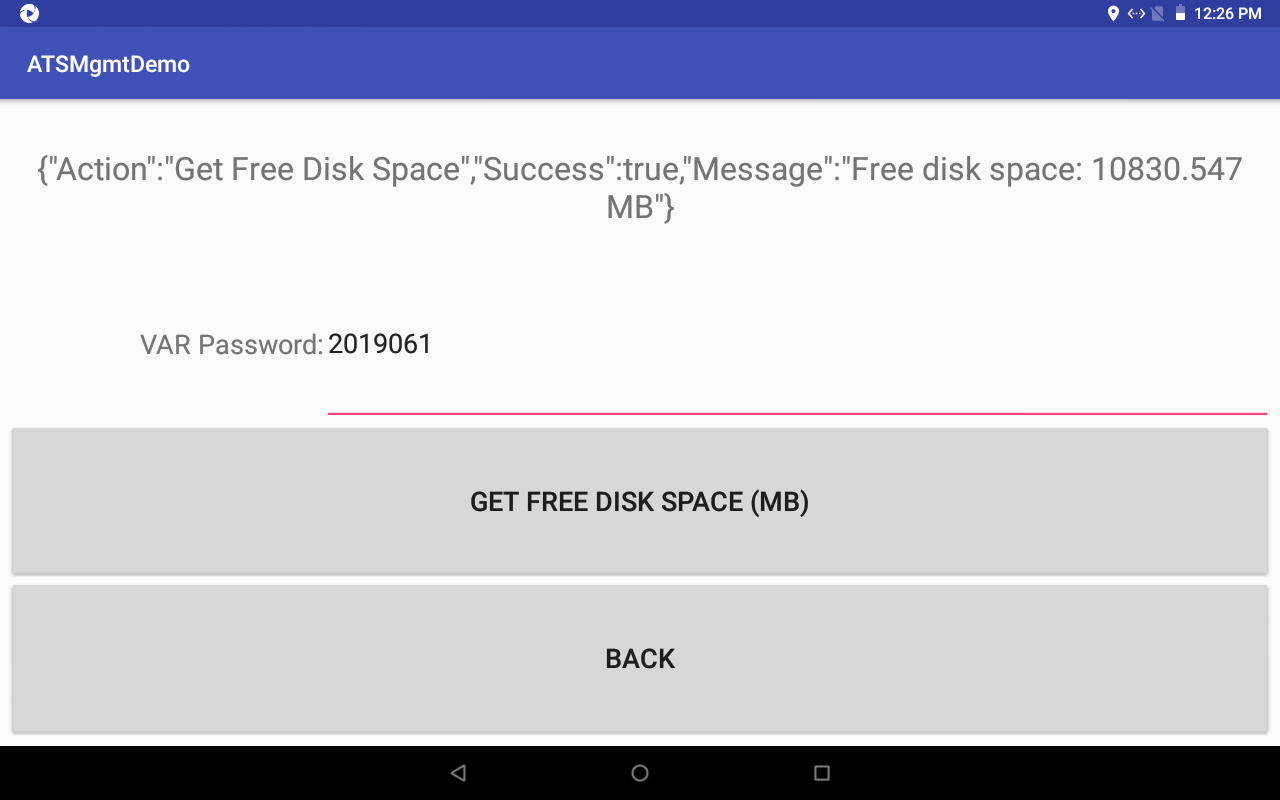 12:26 PM
ATSMgmtDemo
{"Action":"Get Free Disk Space","Success":true,"Message":"Free disk space: 10830.547
MB"}
VAR Password: 2019061
GET FREE DISK SPACE (MB)
BACK